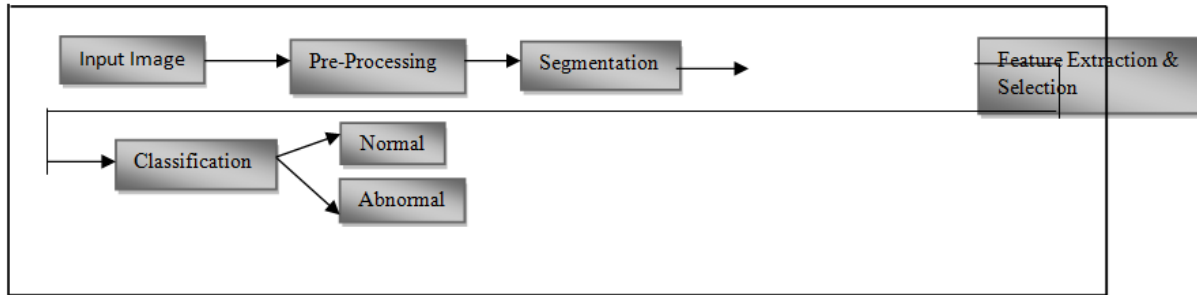 Input Image
Pre-Processing
Segmentation
Feature Extraction &
Selection
Classification
Normal
Abnormal